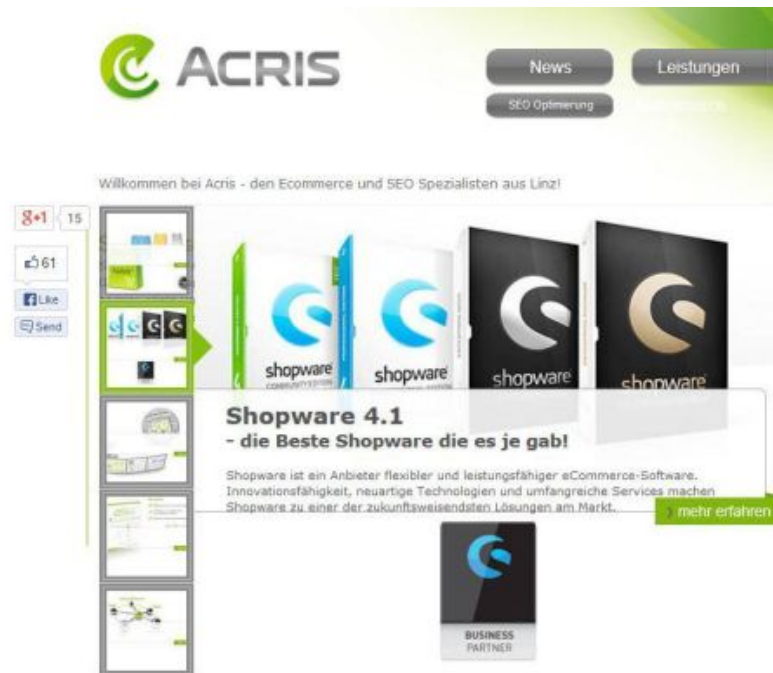 ACRIS
News
Leistungen
SEO Optimierung
Willkommen bei Acris - den Ecommerce und SEO Spezialisten aus Linz!
g+1 15
61
Like
Send
shopware
COMMUNITY EDITION
shopware
shopware
shopware
Shopware 4.1
- die Beste Shopware die es je gab!
Shopware ist ein Anbieter flexibler und leistungsfähiger eCommerce-Software.
Innovationsfähigkeit, neuartige Technologien und umfangreiche Services machen
Shopware zu einer der zukunftsweisendsten Lösungen am Markt.
mehr erfahren
BUSINESS
PARTNER